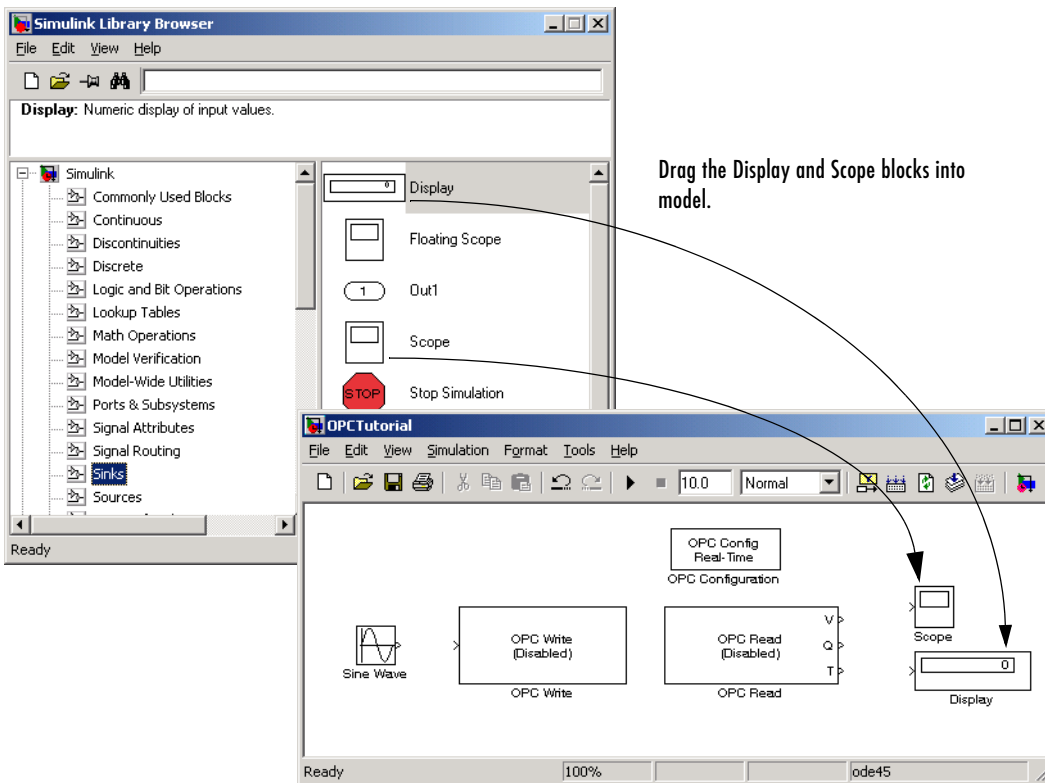 Simulink Library Browser
File Edit View Help
Display: Numeric display of input values.
Simulink
Commonly Used Blocks
Continuous
Discontinuities
Discrete
Logic and Bit Operations
Lookup Tables
Math Operations
Model Verification
Model-Wide Utilities
Ports & Subsystems
Signal Attributes
Signal Routing
Sinks
Sources
Ready
0 Display
Floating Scope
1 Out1
Scope
STOP Stop Simulation
Drag the Display and Scope blocks into
model.
OPCTutorial
File Edit View Simulation Format Tools Help
10.0 Normal
OPC Config
Real-Time
OPC Configuration
Sine Wave
OPC Write
(Disabled)
OPC Write
OPC Read
(Disabled)
V
Q
T
OPC Read
Scope
0
Display
Ready 100% ode45